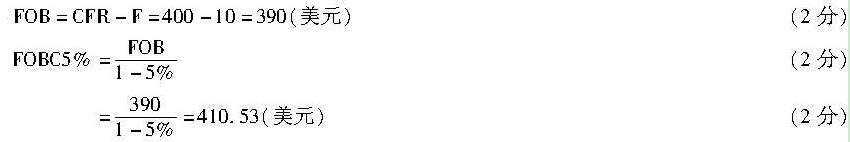 FOB=CFR-F=400-10=390(美元) (2分)
FOBC5% = FOB / 1-5% (2分)
= 390 / 1-5% =410.53(美元) (2分)